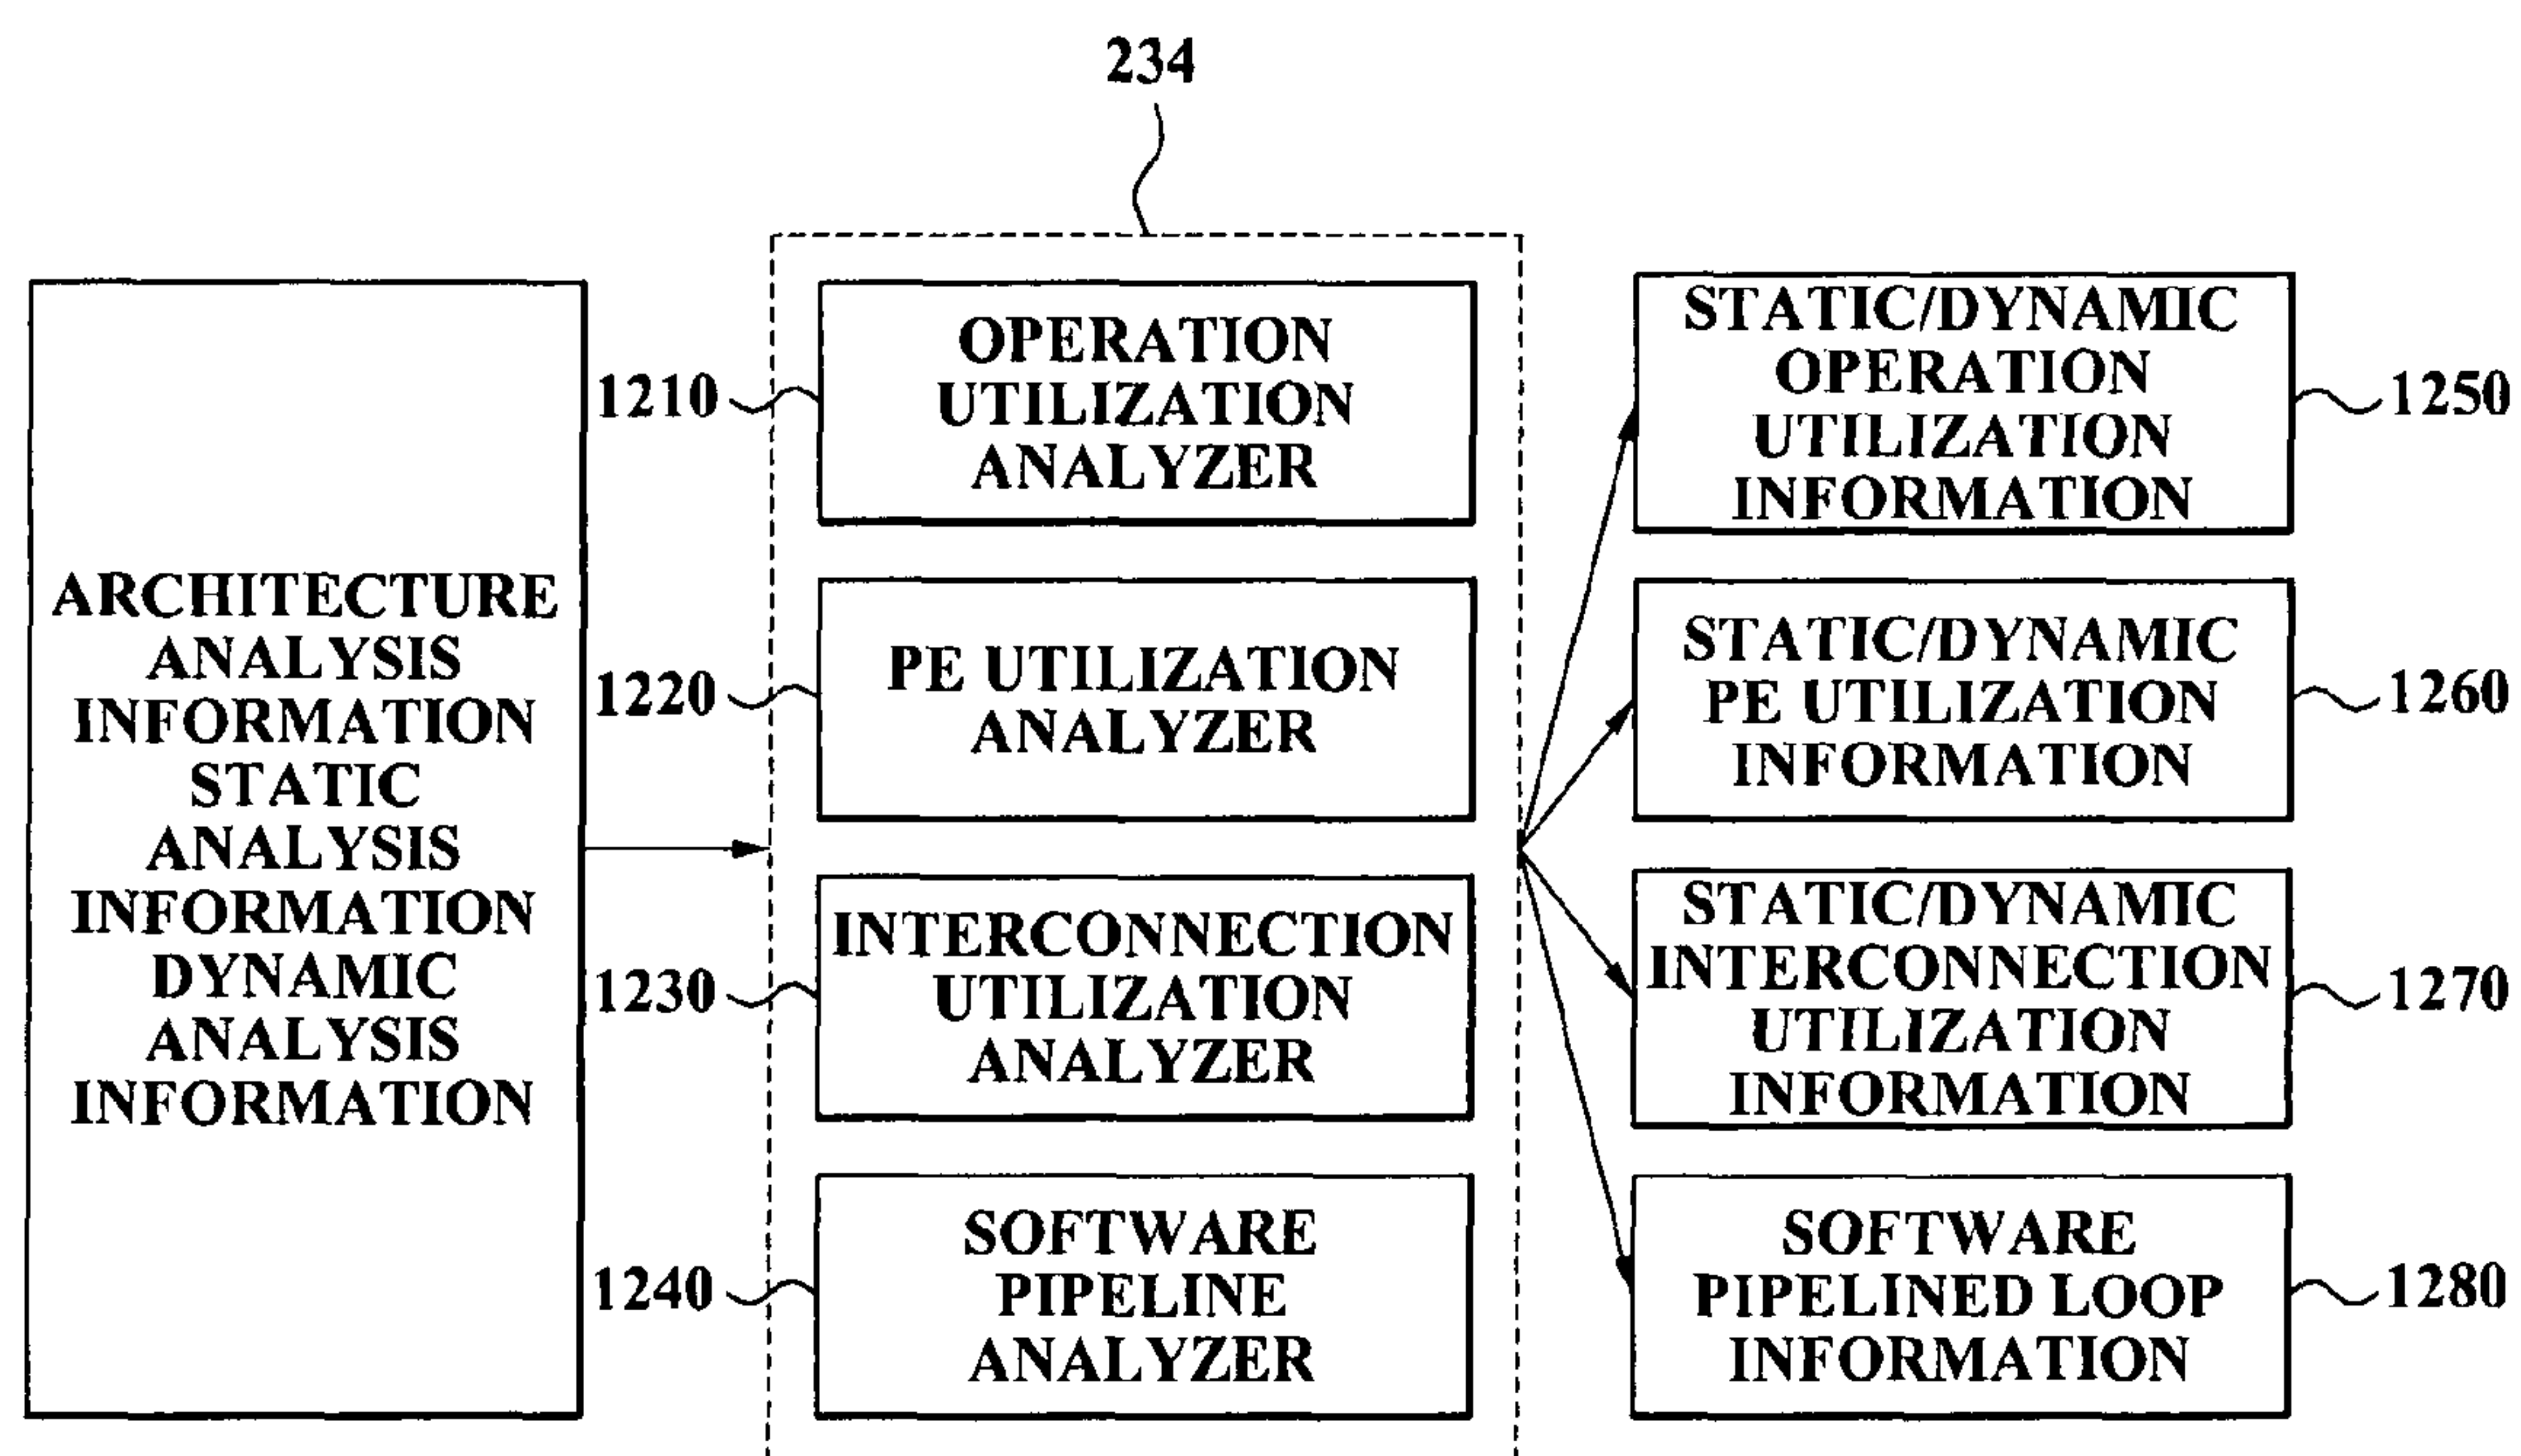 234
ARCHITECTURE
ANALYSIS
INFORMATION
STATIC
ANALYSIS
INFORMATION
DYNAMIC
ANALYSIS
INFORMATION
1210
OPERATION
UTILIZATION
ANALYZER
1220
PE UTILIZATION
ANALYZER
1230
INTERCONNECTION
UTILIZATION
ANALYZER
1240
SOFTWARE
PIPELINE
ANALYZER
STATIC/DYNAMIC
OPERATION
UTILIZATION
INFORMATION
1250
STATIC/DYNAMIC
PE UTILIZATION
INFORMATION
1260
STATIC/DYNAMIC
INTERCONNECTION
UTILIZATION
INFORMATION
1270
SOFTWARE
PIPELINED LOOP
INFORMATION
1280